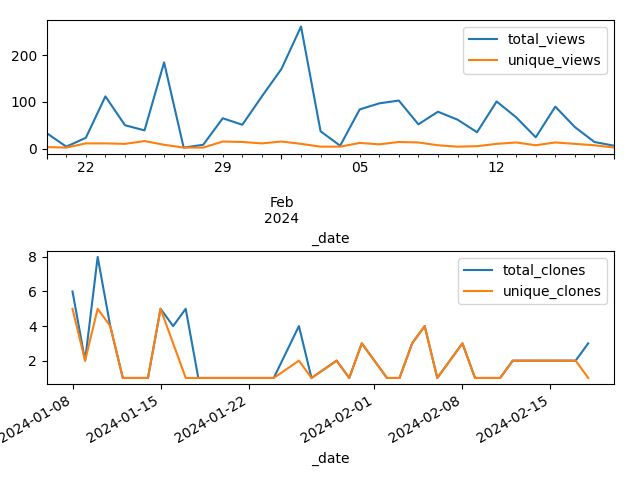 200
100
0
total_views
unique_views
22
29
05
12
Feb
2024
_date
8
6
4
2
total_clones
unique_clones
2024-01-08
2024-01-15
2024-01-22
2024-02-01
2024-02-08
2024-02-15
_date